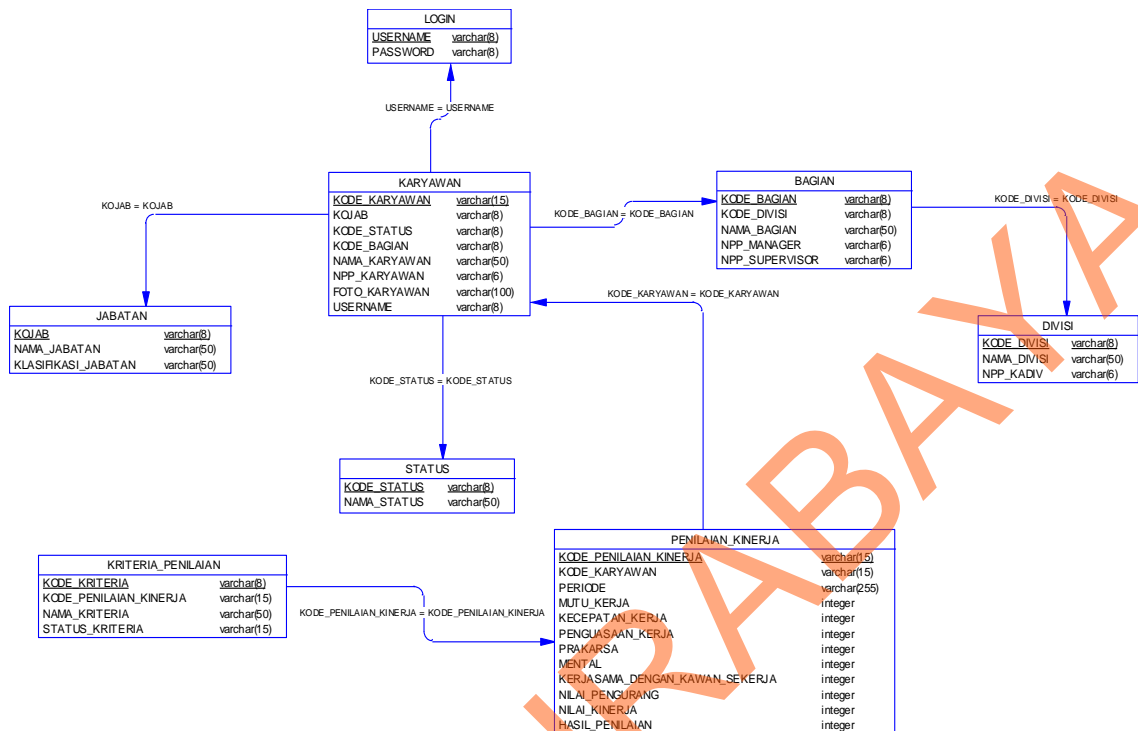 LOGIN
USERNAME varchar(8)
PASSWORD varchar(8)
USERNAME = USERNAME
KARYAWAN
KODE_KARYAWAN varchar(15)
KOJAB varchar(8)
KODE_STATUS varchar(8)
KODE_BAGIAN varchar(8)
NAMA_KARYAWAN varchar(50)
NPP_KARYAWAN varchar(6)
FOTO_KARYAWAN varchar(100)
USERNAME varchar(8)
BAGIAN
KODE_BAGIAN varchar(8)
KODE_DIVISI varchar(8)
NAMA_BAGIAN varchar(50)
NPP_MANAGER varchar(6)
NPP_SUPERVISOR varchar(6)
KOJAB = KOJAB
KODE_BAGIAN = KODE_BAGIAN
KODE_DIVISI = KODE_DIVISI
KODE_KARYAWAN = KODE_KARYAWAN
JABATAN
KOJAB varchar(8)
NAMA_JABATAN varchar(50)
KLASIFIKASI_JABATAN varchar(50)
DIVISI
KODE_DIVISI varchar(8)
NAMA_DIVISI varchar(50)
NPP_KADIV varchar(6)
KODE_STATUS = KODE_STATUS
STATUS
KODE_STATUS varchar(8)
NAMA_STATUS varchar(50)
KRITERIA_PENILAIAN
KODE_KRITERIA varchar(8)
KODE_PENILAIAN_KINERJA varchar(15)
NAMA_KRITERIA varchar(50)
STATUS_KRITERIA varchar(15)
KODE_PENILAIAN_KINERJA = KODE_PENILAIAN_KINERJA
PENILAIAN_KINERJA
KODE_PENILAIAN_KINERJA varchar(15)
KODE_KARYAWAN varchar(15)
PERIODE varchar(255)
MUTU_KERJA integer
KECEPATAN_KERJA integer
PENGUASAAN_KERJA integer
PRAKARSA integer
MENTAL integer
KERJASAMA_DENGAN_KAWAN_SEKERJA integer
NILAI_PENGURANG integer
NILAI_KINERJA integer
HASIL_PENILAIAN integer
RABAYA